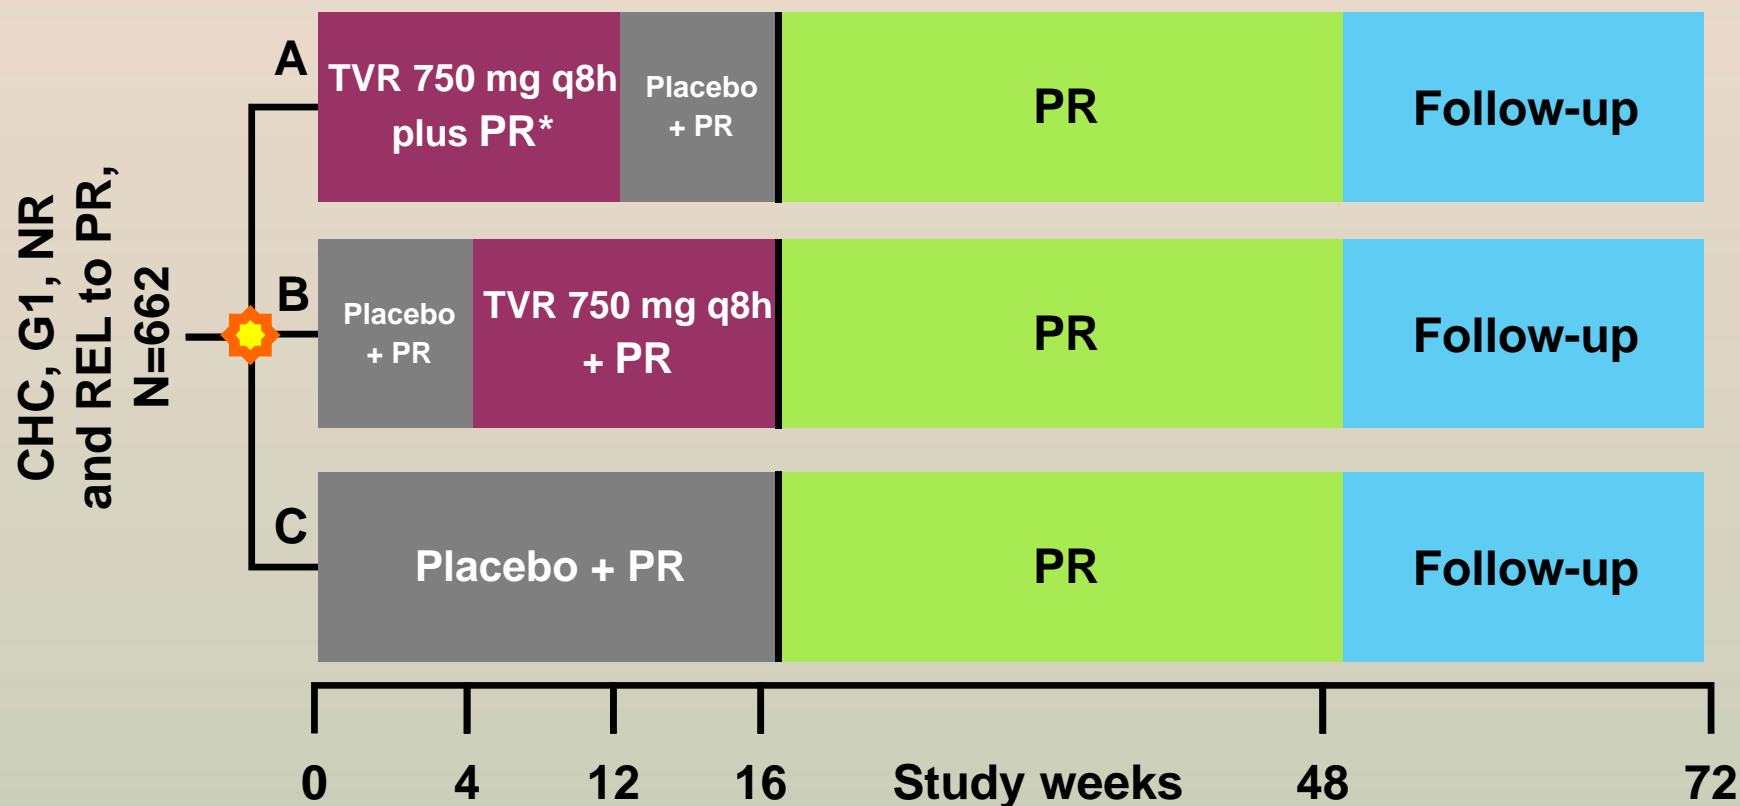 CHC, G1, NR
and REL to PR,
N=662
A
TVR 750 mg q8h
plus PR*
Placebo
+ PR
PR
Follow-up
B
Placebo
+ PR
TVR 750 mg q8h
+ PR
PR
Follow-up
C
Placebo + PR
PR
Follow-up
0 4 12 16 Study weeks 48 72